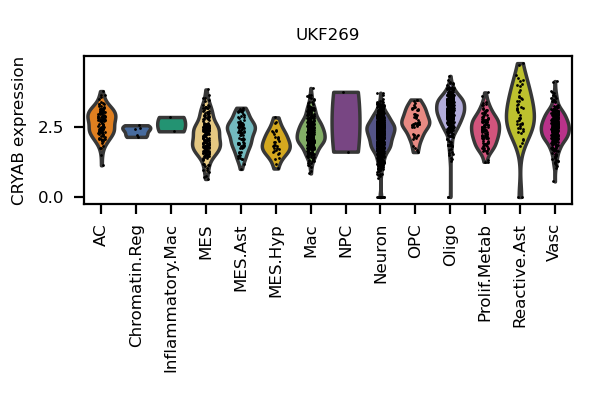 UKF269
CRYAB expression
2.5
0.0
AC
Chromatin.Reg
Inflammatory.Mac
MES
MES.Ast
MES.Hyp
Mac
NPC
Neuron
OPC
Oligo
Prolif.Metab
Reactive.Ast
Vasc